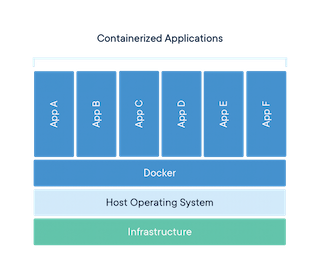 Containerized Applications
App A
App B
App C
App D
App E
App F
Docker
Host Operating System
Infrastructure